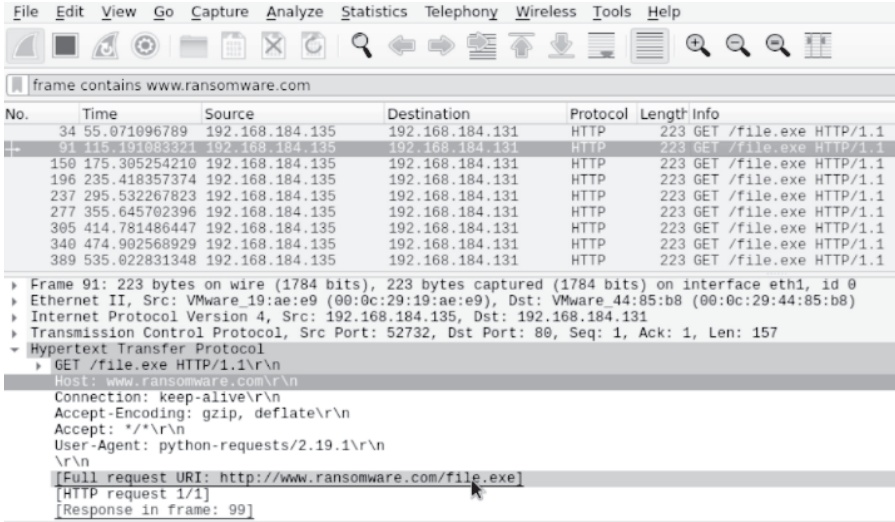 File Edit View Go Capture Analyze Statistics Telephony Wireless Tools Help
frame contains www.ransomware.com
No. Time Source Destination Protocol Length Info
34 55.071096789 192.168.184.135 192.168.184.131 HTTP 223 GET /file.exe HTTP/1.1
91 115.191083321 192.168.184.135 192.168.184.131 HTTP 223 GET /file.exe HTTP/1.1
150 175.305254210 192.168.184.135 192.168.184.131 HTTP 223 GET /file.exe HTTP/1.1
196 235.418357374 192.168.184.135 192.168.184.131 HTTP 223 GET /file.exe HTTP/1.1
237 295.532267823 192.168.184.135 192.168.184.131 HTTP 223 GET /file.exe HTTP/1.1
277 355.645702396 192.168.184.135 192.168.184.131 HTTP 223 GET /file.exe HTTP/1.1
305 414.781486447 192.168.184.135 192.168.184.131 HTTP 223 GET /file.exe HTTP/1.1
340 474.902568929 192.168.184.135 192.168.184.131 HTTP 223 GET /file.exe HTTP/1.1
389 535.022831348 192.168.184.135 192.168.184.131 HTTP 223 GET /file.exe HTTP/1.1
Frame 91: 223 bytes on wire (1784 bits), 223 bytes captured (1784 bits) on interface eth1, id 0
Ethernet II, Src: VMware_19:ae:e9 (00:0c:29:19:ae:e9), Dst: VMware_44:85:b8 (00:0c:29:44:85:b8)
Internet Protocol Version 4, Src: 192.168.184.135, Dst: 192.168.184.131
Transmission Control Protocol, Src Port: 52732, Dst Port: 80, Seq: 1, Ack: 1, Len: 157
Hypertext Transfer Protocol
GET /file.exe HTTP/1.1\r\n
Host: www.ransomware.com\r\n
Connection: keep-alive\r\n
Accept-Encoding: gzip, deflate\r\n
Accept: */*\r\n
User-Agent: python-requests/2.19.1\r\n
\r\n
[Full request URI: http://www.ransomware.com/file.exe]
[HTTP request 1/1]
[Response in frame: 99]